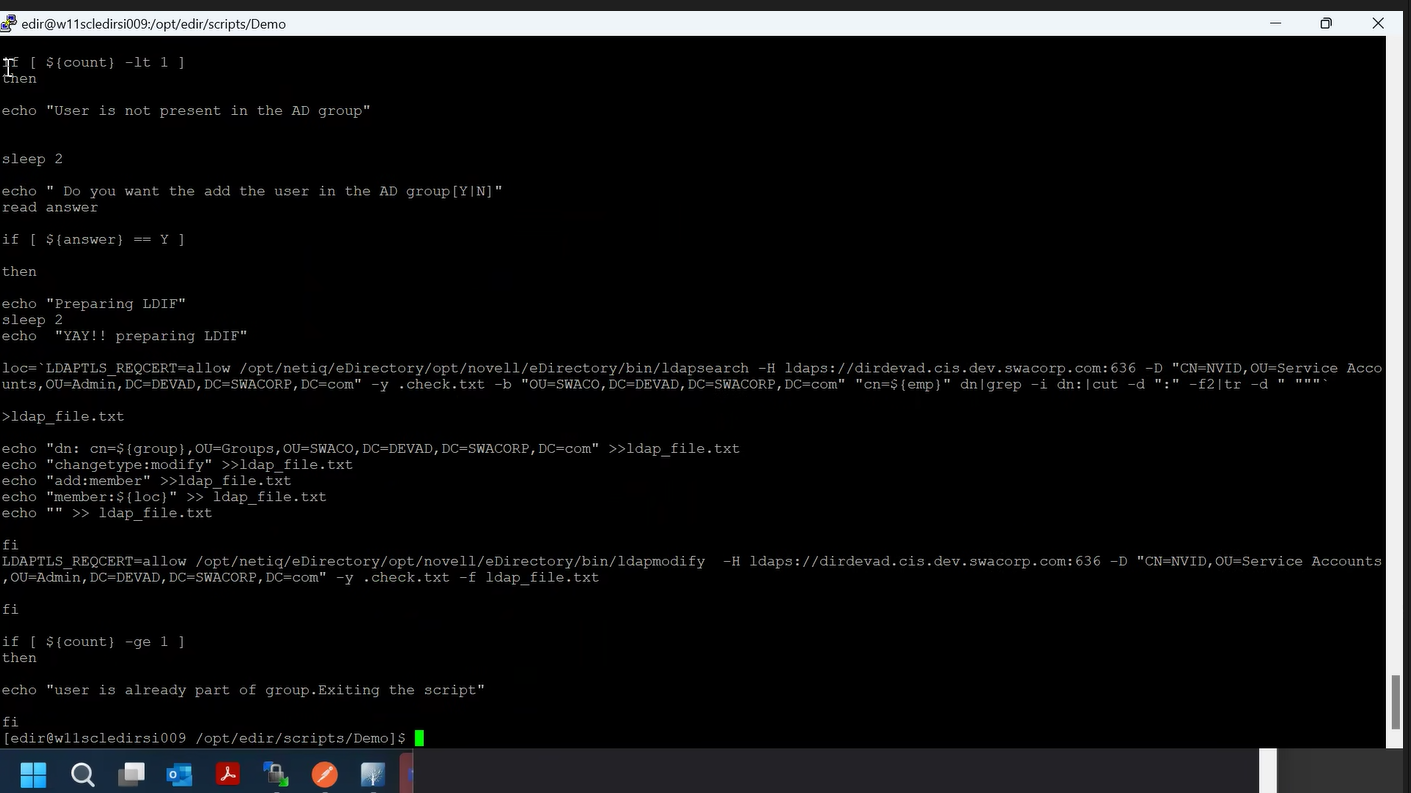 edir@w11scledirsi009:/opt/edir/scripts/Demo
if [ ${count} -lt 1 ]
then
echo "User is not present in the AD group"
sleep 2
echo " Do you want the add the user in the AD group[Y|N]"
read answer
if [ ${answer} == Y ]
then
echo "Preparing LDIF"
sleep 2
echo  "YAY!! preparing LDIF"
loc=`LDAPTLS_REQCERT=allow /opt/netiq/eDirectory/opt/novell/eDirectory/bin/ldapsearch -H ldaps://dirdevad.cis.dev.swacorp.com:636 -D "CN=NVID,OU=Service Acco
unts,OU=Admin,DC=DEVAD,DC=SWACORP,DC=com" -y .check.txt -b "OU=SWACO,DC=DEVAD,DC=SWACORP,DC=com" "cn=${emp}" dn|grep -i dn:|cut -d ":" -f2|tr -d " """`
>ldap_file.txt
echo "dn: cn=${group},OU=Groups,OU=SWACO,DC=DEVAD,DC=SWACORP,DC=com" >>ldap_file.txt
echo "changetype:modify" >>ldap_file.txt
echo "add:member" >>ldap_file.txt
echo "member:${loc}" >> ldap_file.txt
echo "" >> ldap_file.txt
fi
LDAPTLS_REQCERT=allow /opt/netiq/eDirectory/opt/novell/eDirectory/bin/ldapmodify  -H ldaps://dirdevad.cis.dev.swacorp.com:636 -D "CN=NVID,OU=Service Accounts
,OU=Admin,DC=DEVAD,DC=SWACORP,DC=com" -y .check.txt -f ldap_file.txt
fi
if [ ${count} -ge 1 ]
then
echo "user is already part of group.Exiting the script"
fi
[edir@w11scledirsi009 /opt/edir/scripts/Demo]$